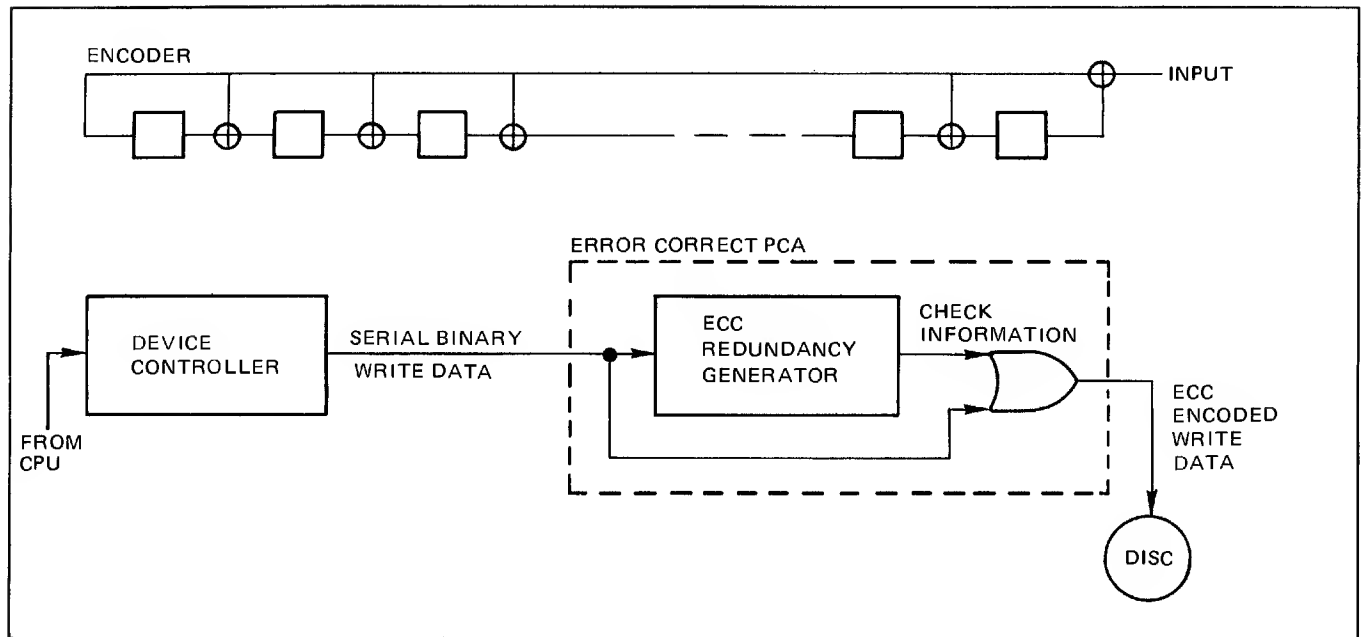 ENCODER
INPUT
ERROR CORRECT PCA
DEVICE
CONTROLLER
SERIAL BINARY
WRITE DATA
ECC
REDUNDANCY
GENERATOR
CHECK
INFORMATION
FROM
CPU
ECC
ENCODED
WRITE
DATA
DISC